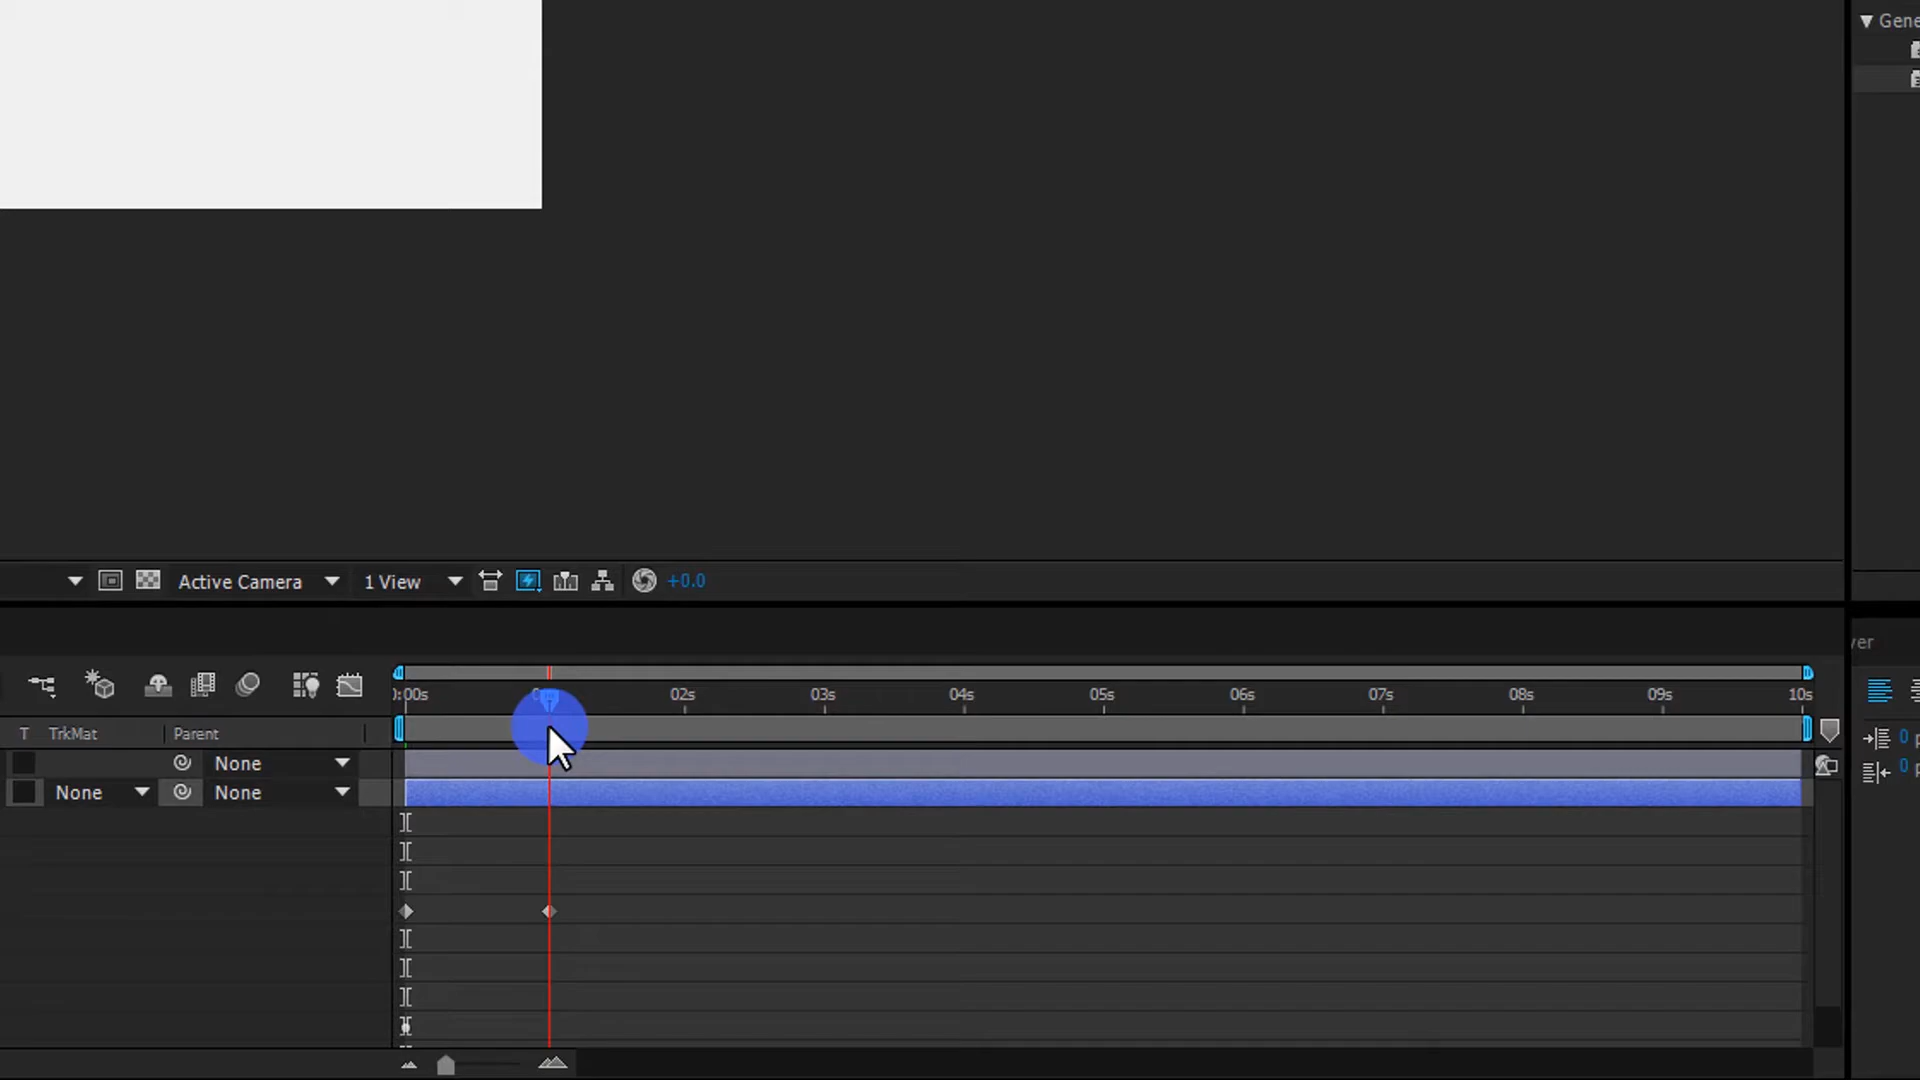 Gene
Active Camera 1 View +0.0
ver
):00s 02s 03s 04s 05s 06s 07s 08s 09s 10s
T TrkMat Parent
0 p
None
0 p
None None